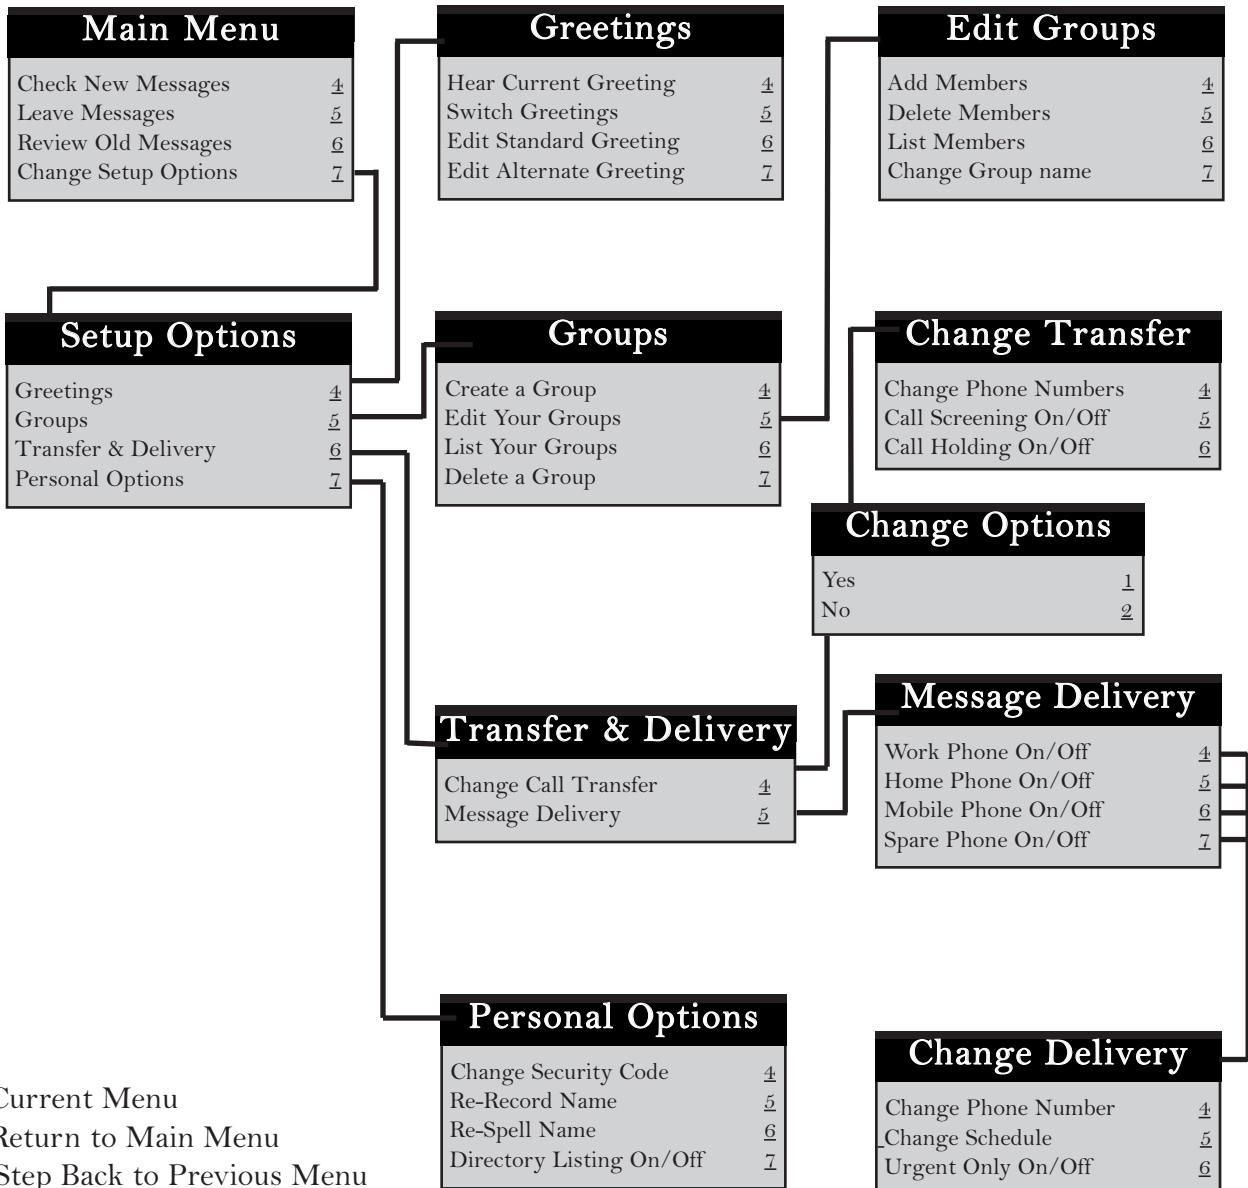 Main Menu
Check New Messages 4
Leave Messages 5
Review Old Messages 6
Change Setup Options 7
Greetings
Hear Current Greeting 4
Switch Greetings 5
Edit Standard Greeting 6
Edit Alternate Greeting 7
Edit Groups
Add Members 4
Delete Members 5
List Members 6
Change Group name 7
Setup Options
Greetings 4
Groups 5
Transfer & Delivery 6
Personal Options 7
Groups
Create a Group 4
Edit Your Groups 5
List Your Groups 6
Delete a Group 7
Change Transfer
Change Phone Numbers 4
Call Screening On/Off 5
Call Holding On/Off 6
Change Options
Yes 1
No 2
Transfer & Delivery
Change Call Transfer 4
Message Delivery 5
Message Delivery
Work Phone On/Off 4
Home Phone On/Off 5
Mobile Phone On/Off 6
Spare Phone On/Off 7
Personal Options
Change Security Code 4
Re-Record Name 5
Re-Spell Name 6
Directory Listing On/Off 7
Change Delivery
Change Phone Number 4
Change Schedule 5
Urgent Only On/Off 6
Current Menu
Return to Main Menu
Step Back to Previous Menu